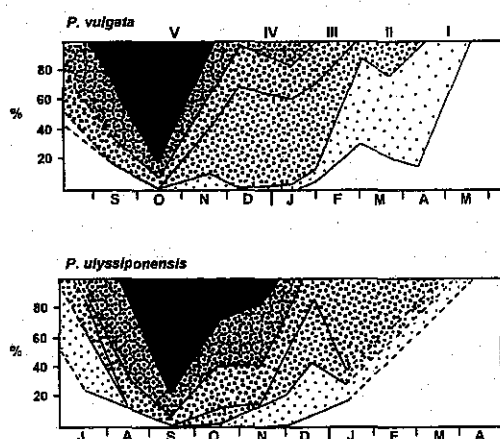 P. vulgata
V IV III II I
80
60
%
40
20
S O N D J F M A M
P. ulyssiponensis
80
%
60
40
20
J A S O N D J F M A